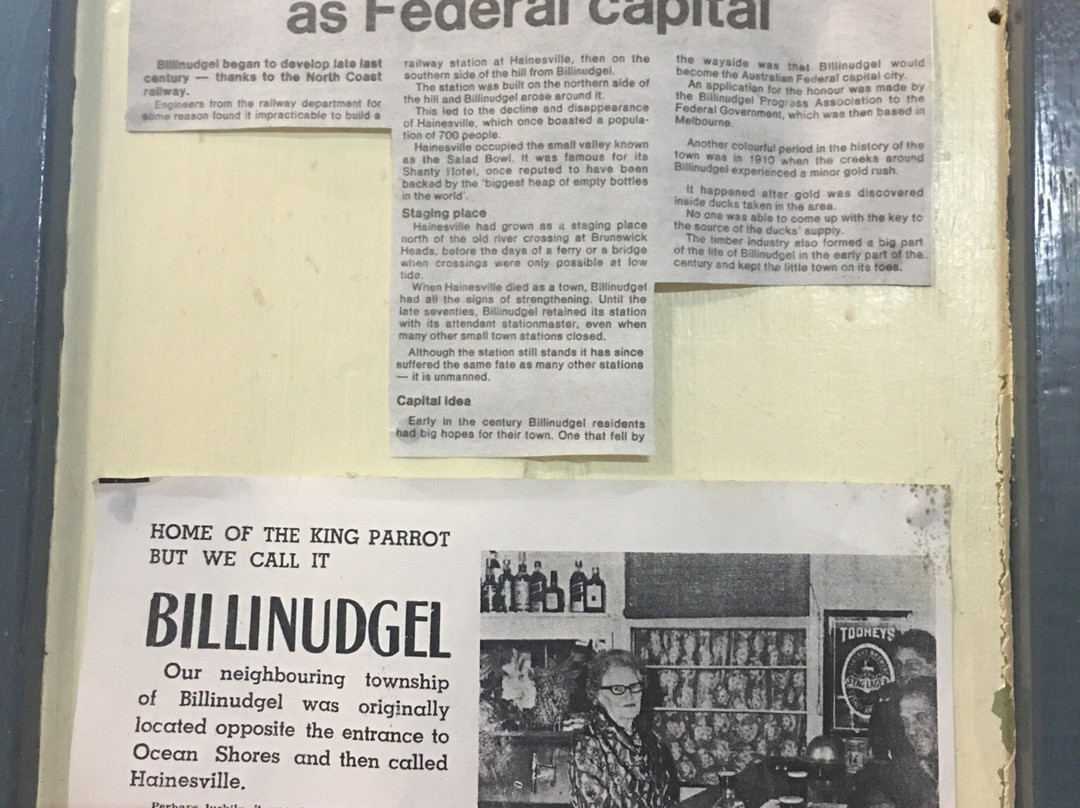 as Federal capital
Billinudgel began to develop late last
century — thanks to the North Coast
railway.
Engineers from the railway department for
some reason found it impracticable to build a
railway station at Hainesville, then on the
southern side of the hill from Billinudgel.
The station was built on the northern side of
the hill and Billinudgel arose around it.
This led to the decline and disappearance
of Hainesville, which once boasted a popula-
tion of 700 people.
Hainesville occupied the small valley known
as the Salad Bowl. It was famous for its
Shanty Hotel, once reputed to have been
backed by the 'biggest heap of empty bottles
in the world'.
Staging place
Hainesville had grown as a staging place
north of the old river crossing at Brunswick
Heads, before the days of a ferry or a bridge
when crossings were only possible at low
tide.
When Hainesville died as a town, Billinudgel
had all the signs of strengthening. Until the
late seventies, Billinudgel retained its station
with its attendant stationmaster, even when
many other small town stations closed.
Although the station still stands it has since
suffered the same fate as many other stations
— it is unmanned.
Capital idea
Early in the century Billinudgel residents
had big hopes for their town. One that fell by
the wayside was that Billinudgel would
become the Australian Federal capital city.
An application for the honour was made by
the Billinudgel Progress Association to the
Federal Government, which was then based in
Melbourne.
Another colourful period in the history of the
town was in 1910 when the creeks around
Billinudgel experienced a minor gold rush.
It happened after gold was discovered
inside ducks taken in the area.
No one was able to come up with the key to
the source of the ducks' supply.
The timber industry also formed a big part
of the life of Billinudgel in the early part of the
century and kept the little town on its toes.
HOME OF THE KING PARROT
BUT WE CALL IT
BILLINUDGEL
Our neighbouring township
of Billinudgel was originally
located opposite the entrance to
Ocean Shores and then called
Hainesville.
Perhaps luckily it
TOOHEYS
STAG LAGER